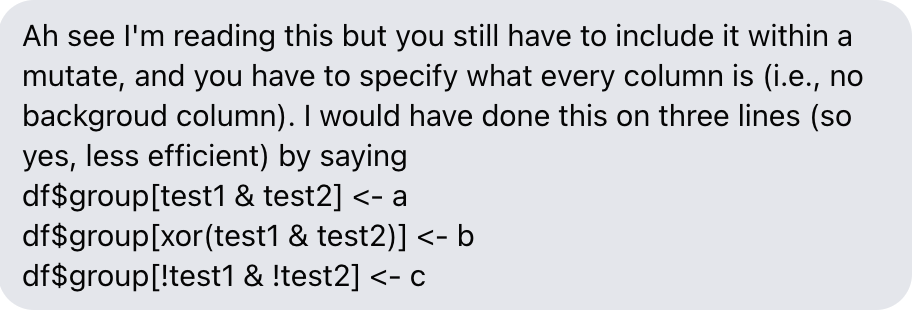 Ah see I'm reading this but you still have to include it within a
mutate, and you have to specify what every column is (i.e., no
backgroud column). I would have done this on three lines (so
yes, less efficient) by saying
df$group[test1 & test2] <- a
df$group[xor(test1 & test2)] <- b
df$group[!test1 & !test2] <- c